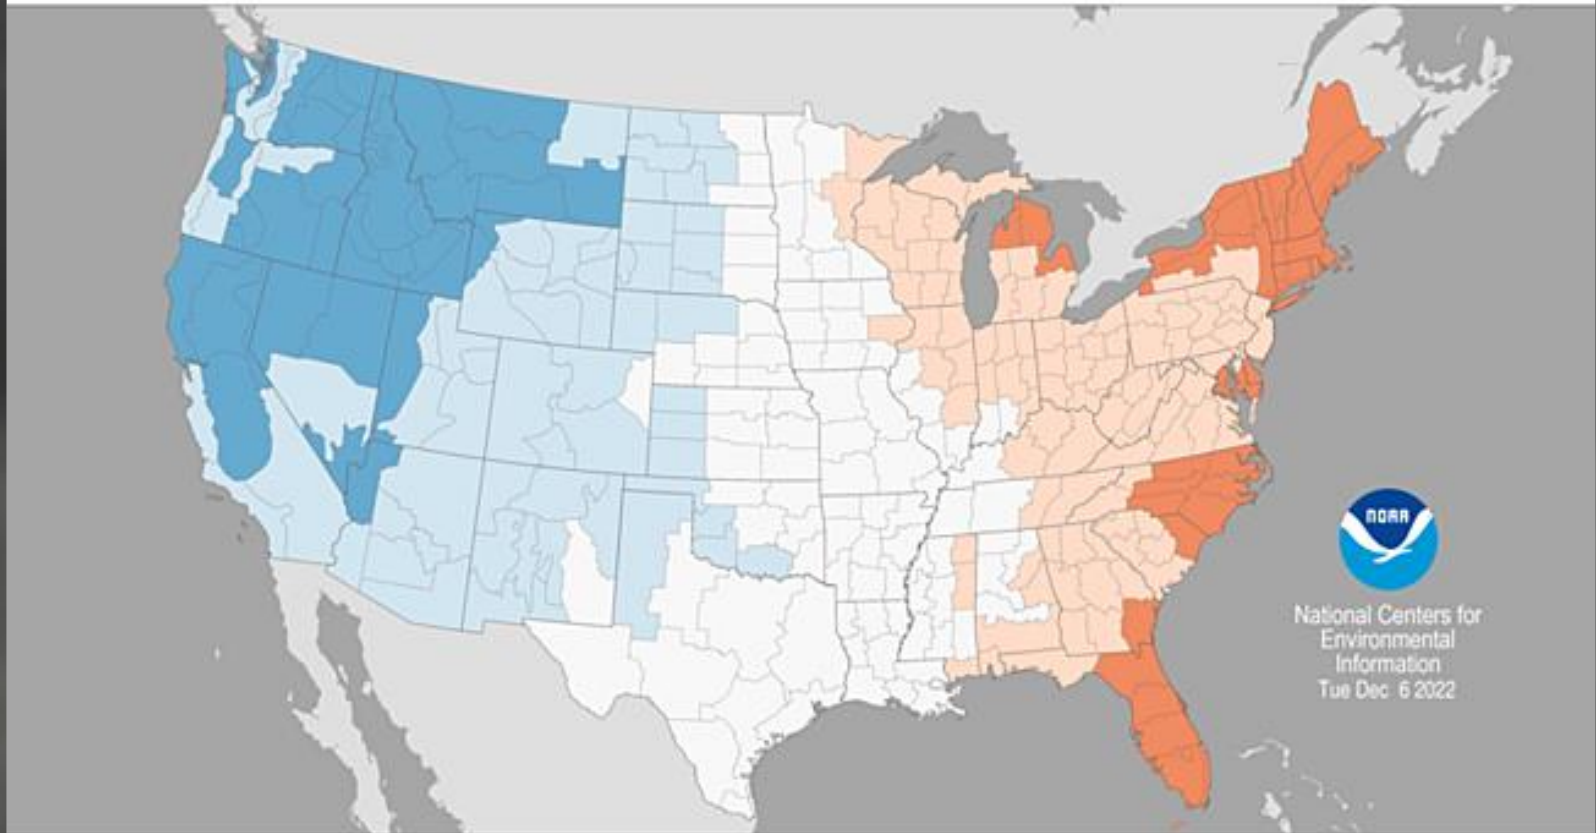 NOAA
National Centers for
Environmental
Information
Tue Dec 6 2022